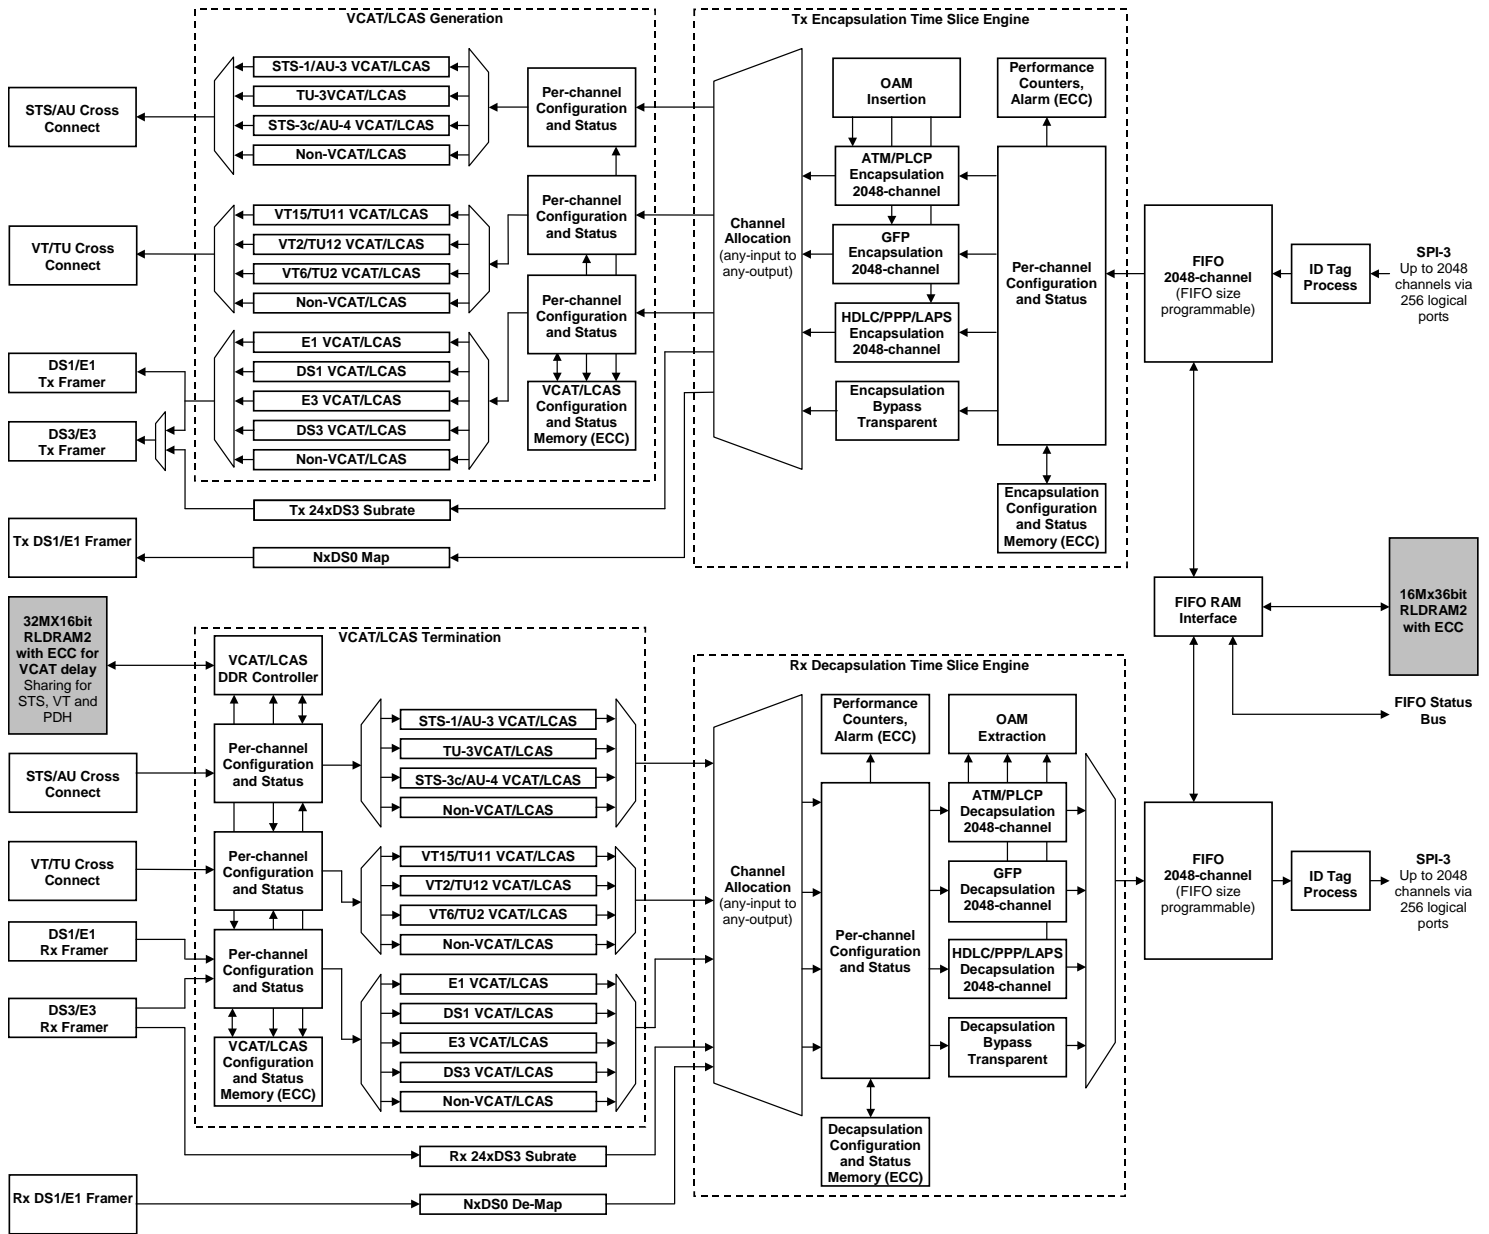 VCAT/LCAS Generation
STS-1/AU-3 VCAT/LCAS
TU-3VCAT/LCAS
STS-3c/AU-4 VCAT/LCAS
Non-VCAT/LCAS
Per-channel
Configuration
and Status
STS/AU Cross
Connect
VT15/TU11 VCAT/LCAS
VT2/TU12 VCAT/LCAS
VT6/TU2 VCAT/LCAS
Non-VCAT/LCAS
Per-channel
Configuration
and Status
VT/TU Cross
Connect
E1 VCAT/LCAS
DS1 VCAT/LCAS
E3 VCAT/LCAS
DS3 VCAT/LCAS
Non-VCAT/LCAS
Per-channel
Configuration
and Status
VCAT/LCAS
Configuration
and Status
Memory (ECC)
DS1/E1
Tx Framer
DS3/E3
Tx Framer
Tx 24xDS3 Subrate
Tx DS1/E1 Framer
NxDS0 Map
Tx Encapsulation Time Slice Engine
Channel
Allocation
(any-input to
any-output)
OAM
Insertion
Performance
Counters,
Alarm (ECC)
ATM/PLCP
Encapsulation
2048-channel
GFP
Encapsulation
2048-channel
HDLC/PPP/LAPS
Encapsulation
2048-channel
Encapsulation
Bypass
Transparent
Per-channel
Configuration
and Status
Encapsulation
Configuration
and Status
Memory (ECC)
FIFO
2048-channel
(FIFO size
programmable)
ID Tag
Process
SPI-3
Up to 2048
channels via
256 logical
ports
FIFO RAM
Interface
16Mx36bit
RLDRAM2
with ECC
FIFO Status
Bus
32MX16bit
RLDRAM2
with ECC for
VCAT delay
Sharing for
STS, VT and
PDH
VCAT/LCAS Termination
VCAT/LCAS
DDR Controller
STS/AU Cross
Connect
Per-channel
Configuration
and Status
STS-1/AU-3 VCAT/LCAS
TU-3VCAT/LCAS
STS-3c/AU-4 VCAT/LCAS
Non-VCAT/LCAS
VT/TU Cross
Connect
Per-channel
Configuration
and Status
VT15/TU11 VCAT/LCAS
VT2/TU12 VCAT/LCAS
VT6/TU2 VCAT/LCAS
Non-VCAT/LCAS
DS1/E1
Rx Framer
DS3/E3
Rx Framer
Per-channel
Configuration
and Status
E1 VCAT/LCAS
DS1 VCAT/LCAS
E3 VCAT/LCAS
DS3 VCAT/LCAS
Non-VCAT/LCAS
VCAT/LCAS
Configuration
and Status
Memory (ECC)
Rx 24xDS3 Subrate
Rx DS1/E1 Framer
NxDS0 De-Map
Rx Decapsulation Time Slice Engine
Channel
Allocation
(any-input to
any-output)
Performance
Counters,
Alarm (ECC)
OAM
Extraction
Per-channel
Configuration
and Status
ATM/PLCP
Decapsulation
2048-channel
GFP
Decapsulation
2048-channel
HDLC/PPP/LAPS
Decapsulation
2048-channel
Decapsulation
Bypass
Transparent
Decapsulation
Configuration
and Status
Memory (ECC)
FIFO
2048-channel
(FIFO size
programmable)
ID Tag
Process
SPI-3
Up to 2048
channels via
256 logical
ports